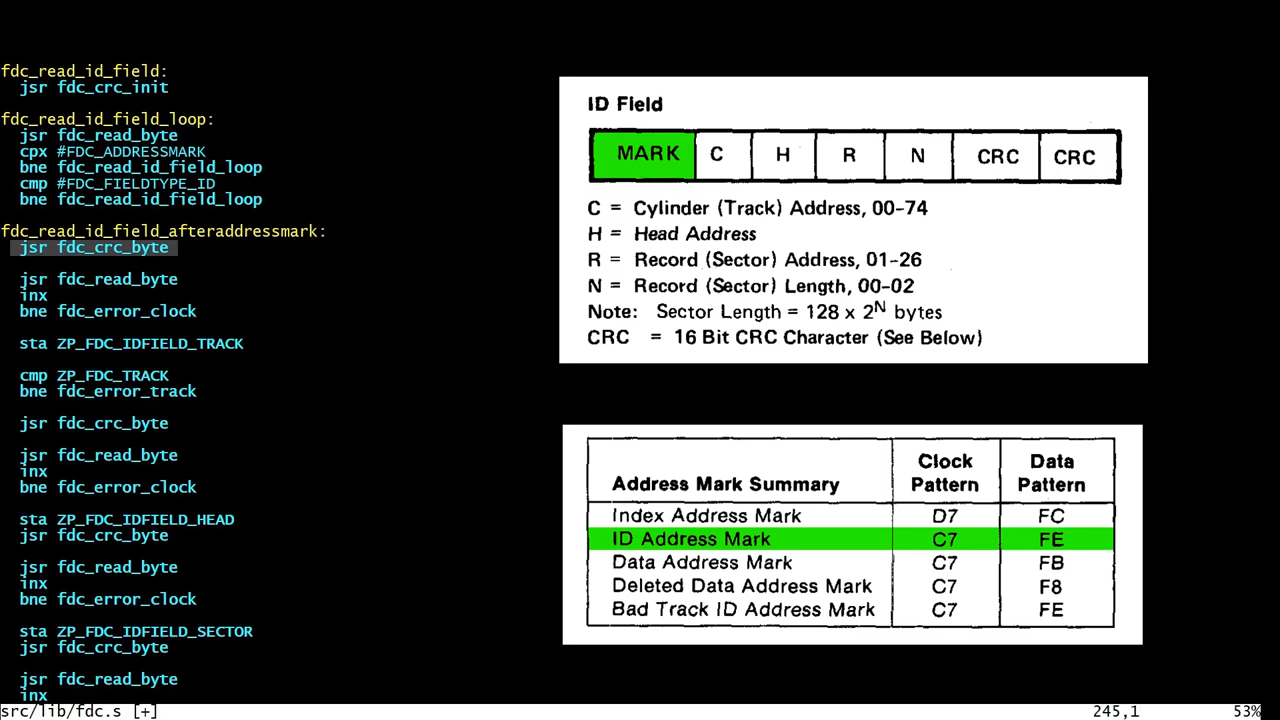 fdc_read_id_field:
jsr fdc_crc_init
fdc_read_id_field_loop:
jsr fdc_read_byte
cpx #FDC_ADDRESSMARK
bne fdc_read_id_field_loop
cmp #FDC_FIELDTYPE_ID
bne fdc_read_id_field_loop
fdc_read_id_field_afteraddressmark:
jsr fdc_crc_byte
jsr fdc_read_byte
inx
bne fdc_error_clock
sta ZP_FDC_IDFIELD_TRACK
cmp ZP_FDC_TRACK
bne fdc_error_track
jsr fdc_crc_byte
jsr fdc_read_byte
inx
bne fdc_error_clock
sta ZP_FDC_IDFIELD_HEAD
jsr fdc_crc_byte
jsr fdc_read_byte
inx
bne fdc_error_clock
sta ZP_FDC_IDFIELD_SECTOR
jsr fdc_crc_byte
jsr fdc_read_byte
inx
src/lib/fdc.s [+] 245,1 53%
ID Field
MARK C H R N CRC CRC
C = Cylinder (Track) Address, 00-74
H = Head Address
R = Record (Sector) Address, 01-26
N = Record (Sector) Length, 00-02
Note: Sector Length = 128 x 2^N bytes
CRC = 16 Bit CRC Character (See Below)
Address Mark Summary Clock Pattern Data Pattern
Index Address Mark D7 FC
ID Address Mark C7 FE
Data Address Mark C7 FB
Deleted Data Address Mark C7 F8
Bad Track ID Address Mark C7 FE